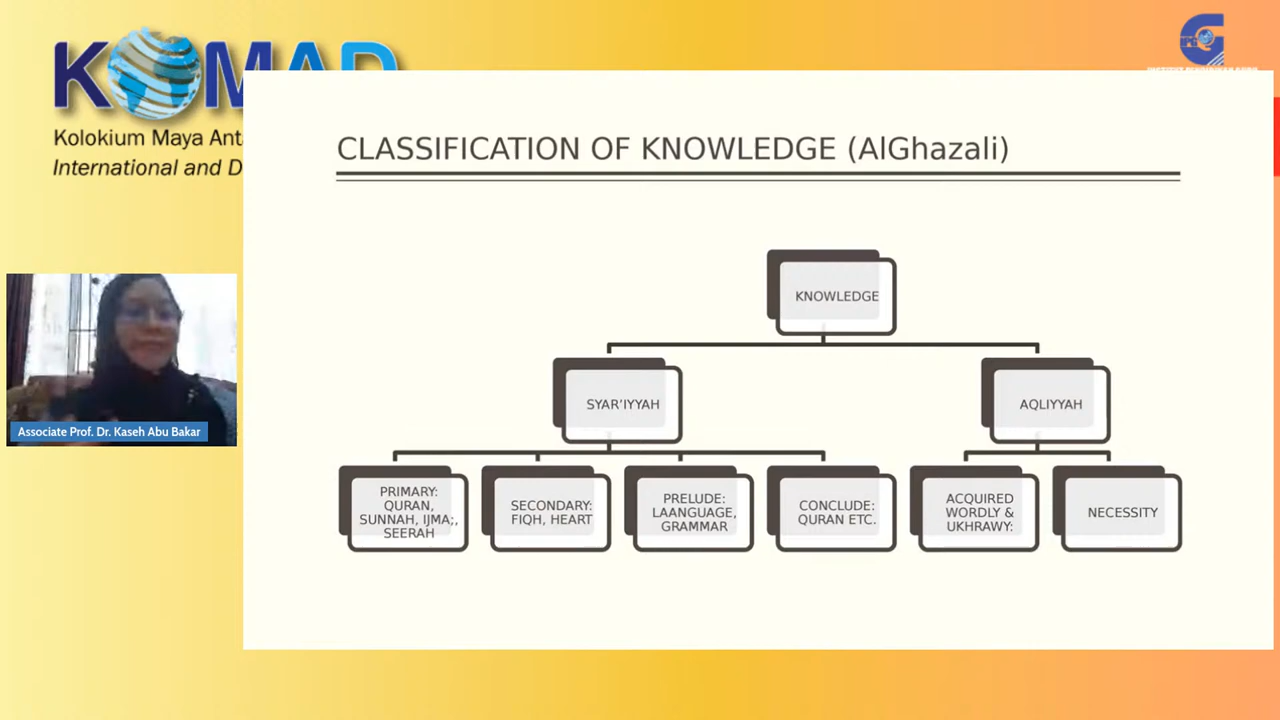 KOMAD
Kolokium Maya Ant
International and D
CLASSIFICATION OF KNOWLEDGE (AlGhazali)
KNOWLEDGE
SYAR'IYYAH
AQLIYYAH
PRIMARY:
QURAN,
SUNNAH, IJMA;,
SEERAH
SECONDARY:
FIQH, HEART
PRELUDE:
LAANGUAGE,
GRAMMAR
CONCLUDE:
QURAN ETC.
ACQUIRED
WORDLY &
UKHRAWY:
NECESSITY
Associate Prof. Dr. Kaseh Abu Bakar